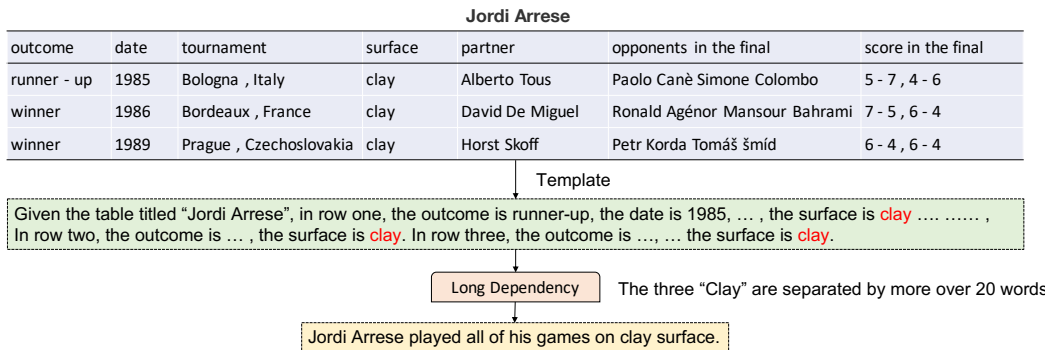 Jordi Arrese
outcome date tournament surface partner opponents in the final score in the final
runner - up 1985 Bologna , Italy clay Alberto Tous Paolo Canè Simone Colombo 5 - 7 , 4 - 6
winner 1986 Bordeaux , France clay David De Miguel Ronald Agénor Mansour Bahrami 7 - 5 , 6 - 4
winner 1989 Prague , Czechoslovakia clay Horst Skoff Petr Korda Tomáš šmíd 6 - 4 , 6 - 4
Template
Given the table titled “Jordi Arrese”, in row one, the outcome is runner-up, the date is 1985, … , the surface is clay …. …… ,
In row two, the outcome is … , the surface is clay. In row three, the outcome is …, … the surface is clay.
Long Dependency The three “Clay” are separated by more over 20 words
Jordi Arrese played all of his games on clay surface.